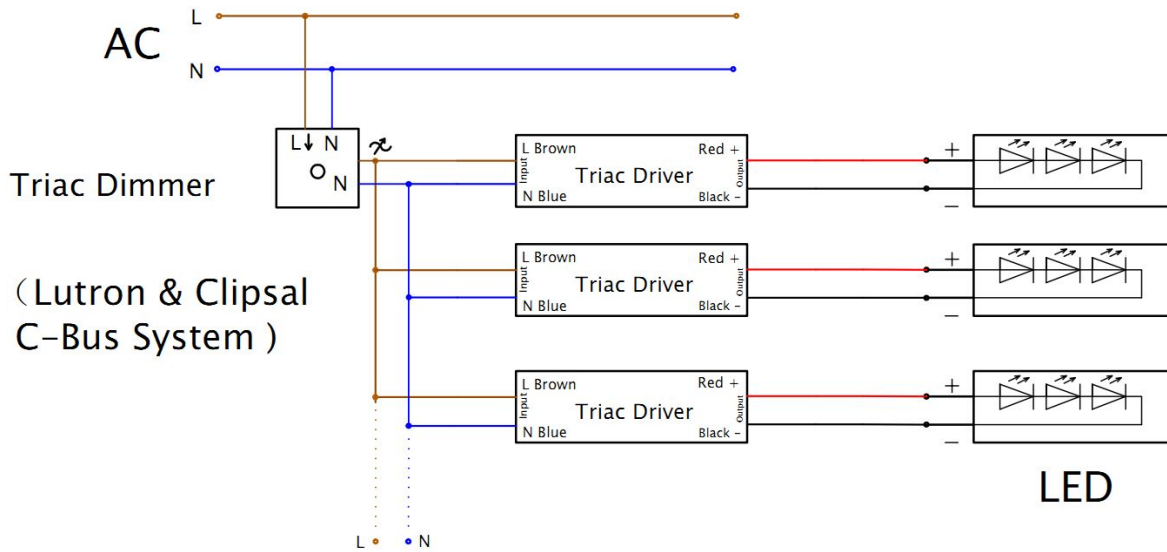 L
AC
N
L N
N
Triac Dimmer
(Lutron & Clipsal
C-Bus System )
L Brown
Red +
Input
Triac Driver
Output
N Blue
Black -
+
−
L Brown
Red +
Input
Triac Driver
Output
N Blue
Black -
+
−
L Brown
Red +
Input
Triac Driver
Output
N Blue
Black -
+
−
LED
L N